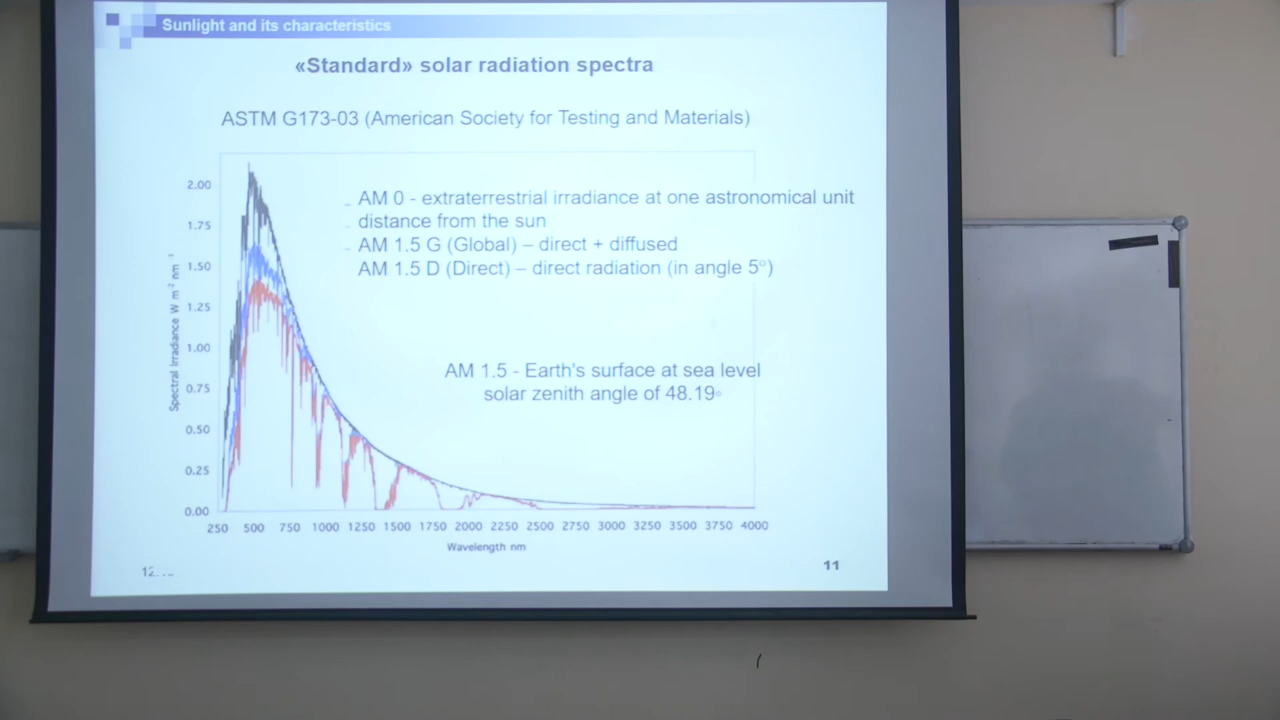 Sunlight and its characteristics
«Standard» solar radiation spectra
ASTM G173-03 (American Society for Testing and Materials)
AM 0 - extraterrestrial irradiance at one astronomical unit
distance from the sun
AM 1.5 G (Global) – direct + diffused
AM 1.5 D (Direct) – direct radiation (in angle 5°)
AM 1.5 - Earth's surface at sea level
solar zenith angle of 48.19°
Spectral Irradiance W m⁻² nm⁻¹
2.00
1.75
1.50
1.25
1.00
0.75
0.50
0.25
0.00
250 500 750 1000 1250 1500 1750 2000 2250 2500 2750 3000 3250 3500 3750 4000
Wavelength nm
11